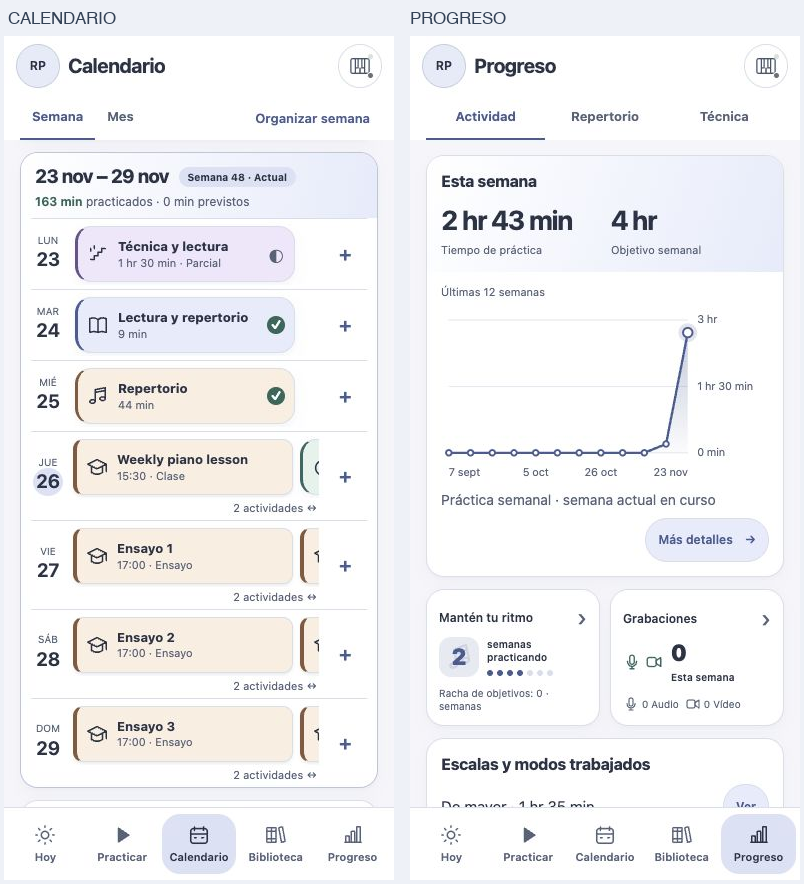 CALENDARIO
RP
Calendario
Semana
Mes
Organizar semana
23 nov – 29 nov
Semana 48 · Actual
163 min practicados · 0 min previstos
LUN
23
Técnica y lectura
1 hr 30 min · Parcial
+
MAR
24
Lectura y repertorio
9 min
+
MIÉ
25
Repertorio
44 min
+
JUE
26
Weekly piano lesson
15:30 · Clase
+
2 actividades ↔
VIE
27
Ensayo 1
17:00 · Ensayo
+
2 actividades ↔
SÁB
28
Ensayo 2
17:00 · Ensayo
+
2 actividades ↔
DOM
29
Ensayo 3
17:00 · Ensayo
+
2 actividades ↔
Hoy
Practicar
Calendario
Biblioteca
Progreso
PROGRESO
RP
Progreso
Actividad
Repertorio
Técnica
Esta semana
2 hr 43 min
Tiempo de práctica
4 hr
Objetivo semanal
Últimas 12 semanas
3 hr
1 hr 30 min
0 min
7 sept
5 oct
26 oct
23 nov
Práctica semanal · semana actual en curso
Más detalles →
Mantén tu ritmo
2
semanas
practicando
Racha de objetivos: 0 ·
semanas
Grabaciones
0
Esta semana
0 Audio
0 Vídeo
Escalas y modos trabajados
Do mayor · 1 hr 35 min
Ver
Hoy
Practicar
Calendario
Biblioteca
Progreso